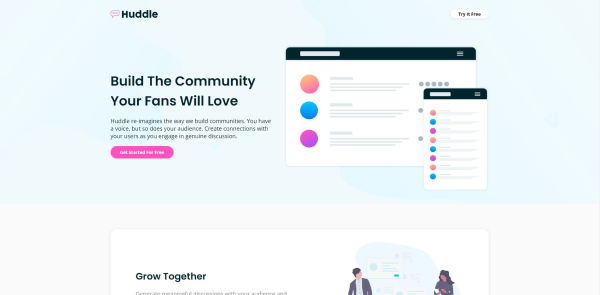 Huddle
Try It Free
Build The Community
Your Fans Will Love
Huddle re-imagines the way we build communities. You have
a voice, but so does your audience. Create connections with
your users as you engage in genuine discussion.
Get Started For Free
Grow Together
Generate meaningful discussions with your audience and